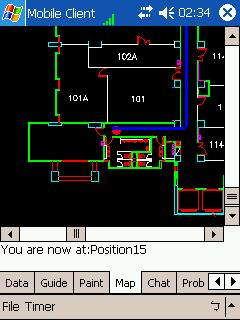 Mobile Client 02:34
102A
11
101A
101
114
You are now at:Position15
Data Guide Paint Map Chat Prob
File Timer